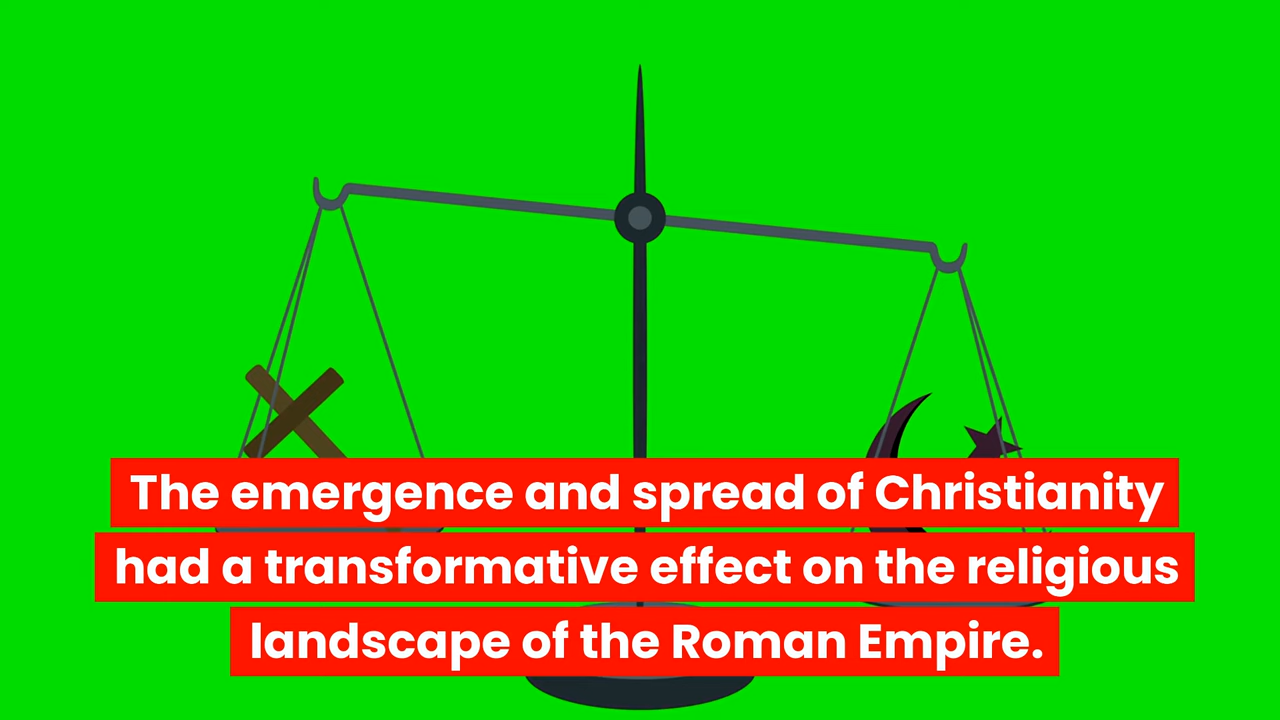 The emergence and spread of Christianity
had a transformative effect on the religious
landscape of the Roman Empire.